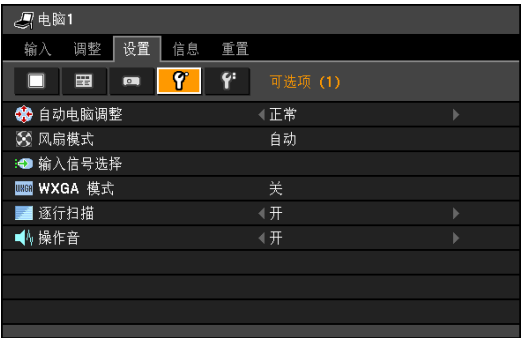 电脑1
输入 调整 设置 信息 重置
可选项 (1)
自动电脑调整 正常
风扇模式 自动
输入信号选择
WXGA 模式 关
逐行扫描 开
操作音 开